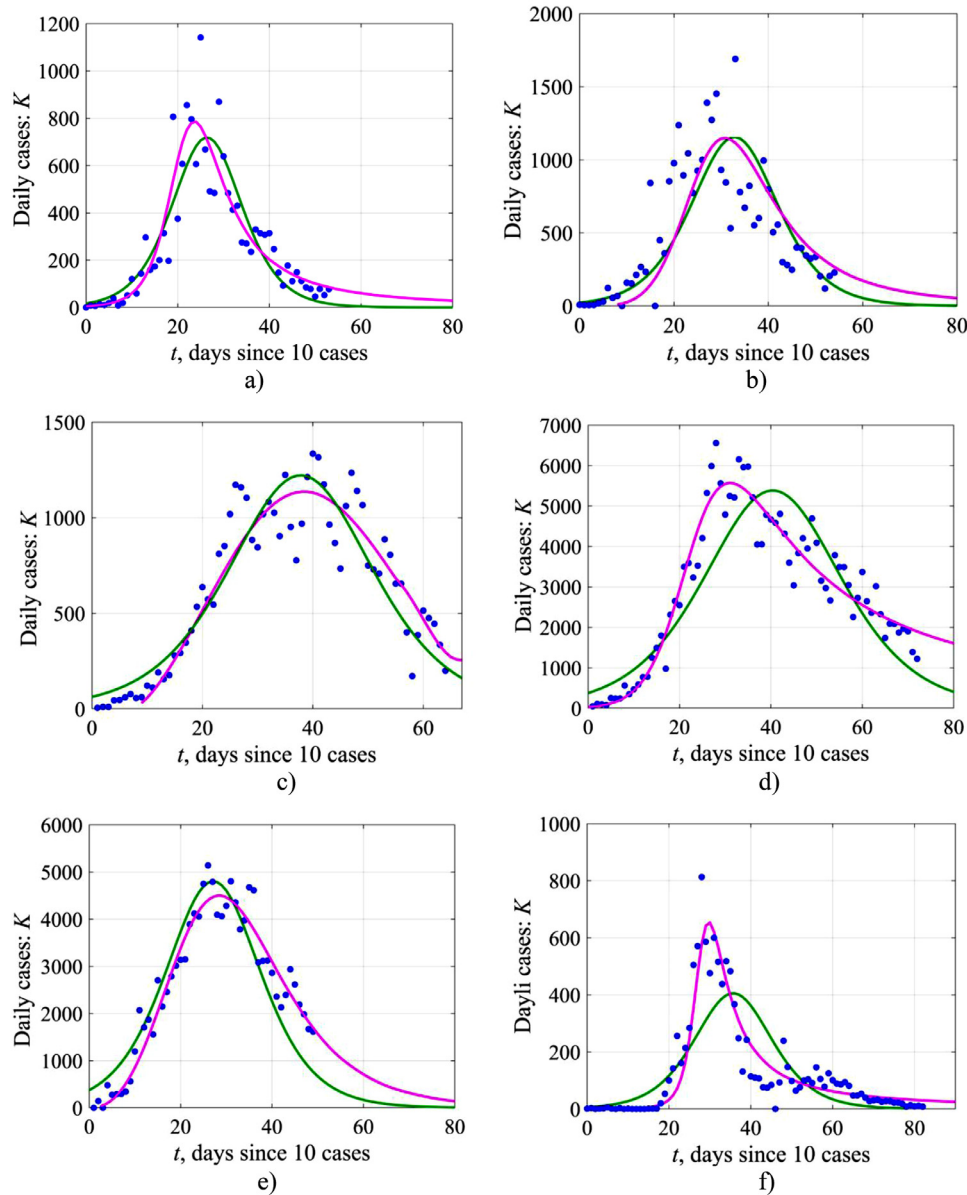 1200
1000
800
600
400
200
0
0 20 40 60 80
Daily cases: K
t, days since 10 cases
a)
2000
1500
1000
500
0
0 20 40 60 80
Daily cases: K
t, days since 10 cases
b)
1500
1000
500
0
0 20 40 60
Daily cases: K
t, days since 10 cases
c)
7000
6000
5000
4000
3000
2000
1000
0
0 20 40 60 80
Daily cases: K
t, days since 10 cases
d)
6000
5000
4000
3000
2000
1000
0
0 20 40 60 80
Daily cases: K
t, days since 10 cases
e)
1000
800
600
400
200
0
0 20 40 60 80
Dayli cases: K
t, days since 10 cases
f)